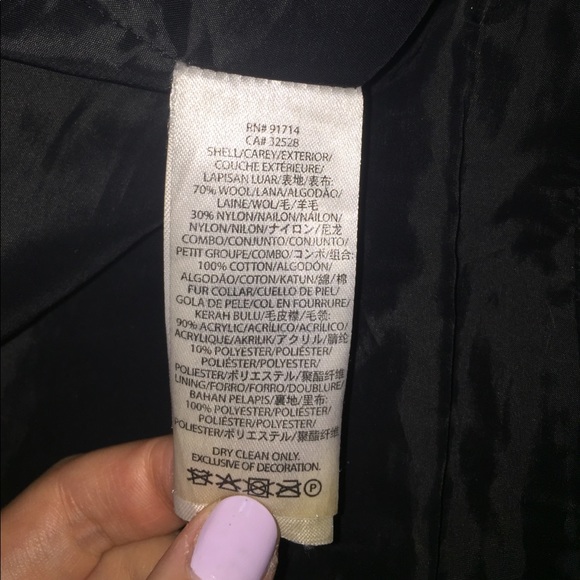 RN# 91714
CA# 32528
SHELL/CAREY/EXTERIOR/
COUCHE EXTÉRIEURE/
LAPISAN LUAR/表地/表布:
70% WOOL/LANA/ALGODÃO/
LAINE/WOL/毛/羊毛
30% NYLON/NAILON/NÁILON/
NYLON/NILON/ナイロン/尼龙
COMBO/CONJUNTO/CONJUNTO/
PETIT GROUPE/COMBO/コンボ/组合:
100% COTTON/ALGODÓN/
ALGODÃO/COTON/KATUN/綿/棉
FUR COLLAR/CUELLO DE PIEL/
GOLA DE PELE/COL EN FOURRURE/
KERAH BULU/毛皮襟/毛领:
90% ACRYLIC/ACRÍLICO/ACRÍLICO/
ACRYLIQUE/AKRILIK/アクリル/腈纶
10% POLYESTER/POLIÉSTER/
POLIÉSTER/POLYESTER/
POLIESTER/ポリエステル/聚酯纤维
LINING/FORRO/FORRO/DOUBLURE/
BAHAN PELAPIS/裏地/里布:
100% POLYESTER/POLIÉSTER/
POLIÉSTER/POLYESTER/
POLIESTER/ポリエステル/聚酯纤维
DRY CLEAN ONLY.
EXCLUSIVE OF DECORATION.
P